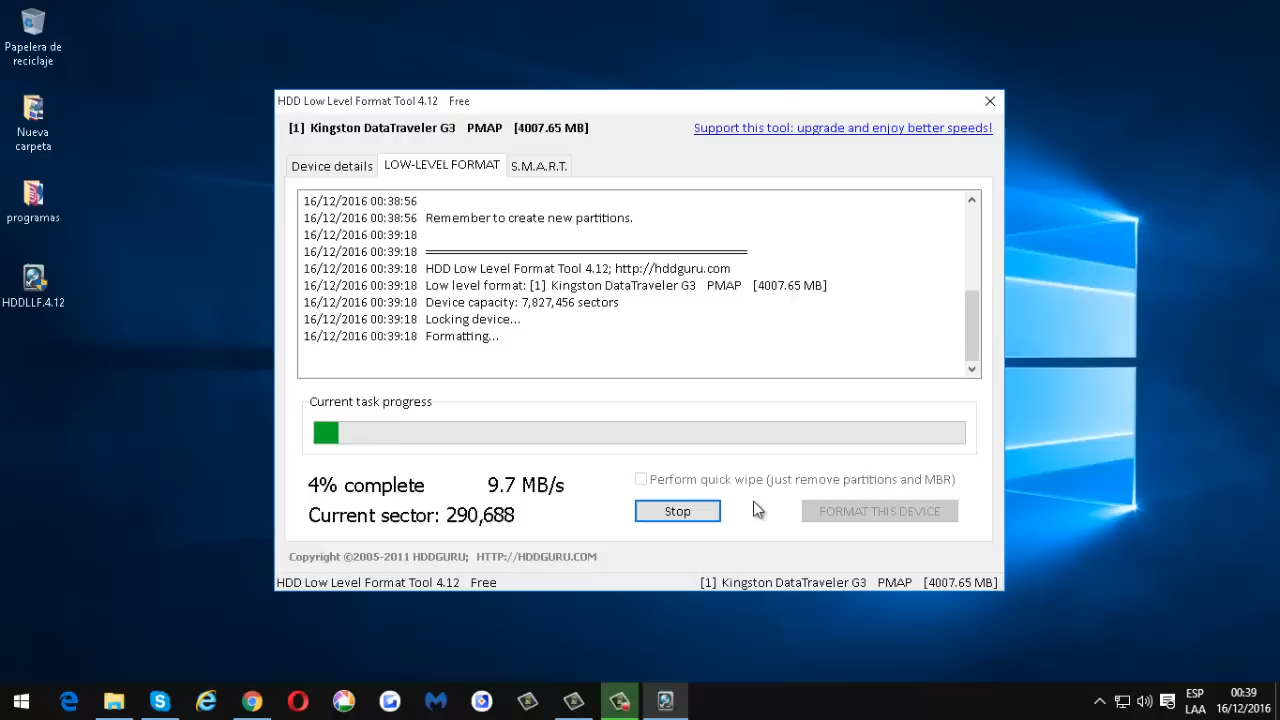 Papelera de
reciclaje
Nueva
carpeta
programas
HDDLLF.4.12
HDD Low Level Format Tool 4.12 Free
[1] Kingston DataTraveler G3 PMAP [4007.65 MB]
Support this tool: upgrade and enjoy better speeds!
Device details
LOW-LEVEL FORMAT
S.M.A.R.T.
16/12/2016 00:38:56
16/12/2016 00:38:56 Remember to create new partitions.
16/12/2016 00:39:18
16/12/2016 00:39:18
16/12/2016 00:39:18 HDD Low Level Format Tool 4.12; http://hddguru.com
16/12/2016 00:39:18 Low level format: [1] Kingston DataTraveler G3 PMAP [4007.65 MB]
16/12/2016 00:39:18 Device capacity: 7,827,456 sectors
16/12/2016 00:39:18 Locking device...
16/12/2016 00:39:18 Formatting...
Current task progress
4% complete 9.7 MB/s
Perform quick wipe (just remove partitions and MBR)
Current sector: 290,688
Stop
FORMAT THIS DEVICE
Copyright ©2005-2011 HDDGURU; HTTP://HDDGURU.COM
HDD Low Level Format Tool 4.12 Free
[1] Kingston DataTraveler G3 PMAP [4007.65 MB]
ESP
LAA
00:39
16/12/2016